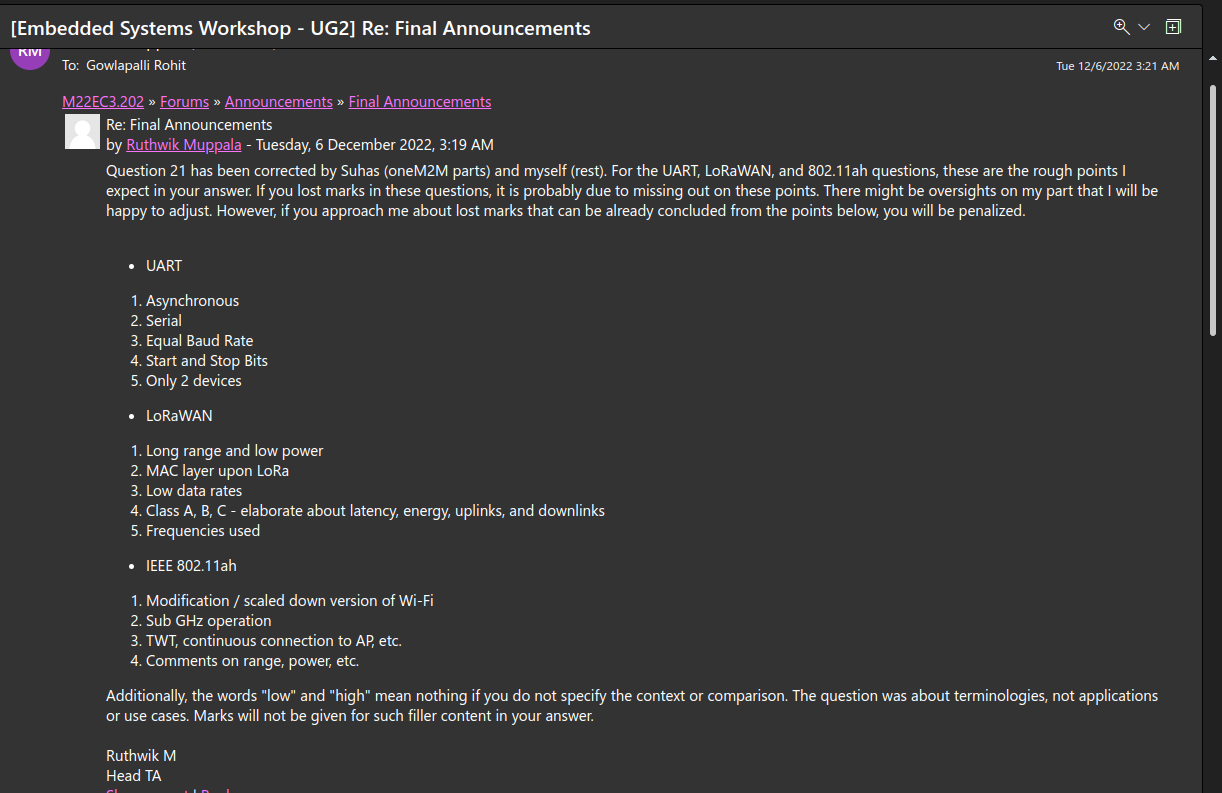 [Embedded Systems Workshop - UG2] Re: Final Announcements
RM
To: Gowlapalli Rohit
Tue 12/6/2022 3:21 AM
M22EC3.202 » Forums » Announcements » Final Announcements
Re: Final Announcements
by Ruthwik Muppala - Tuesday, 6 December 2022, 3:19 AM
Question 21 has been corrected by Suhas (oneM2M parts) and myself (rest). For the UART, LoRaWAN, and 802.11ah questions, these are the rough points I
expect in your answer. If you lost marks in these questions, it is probably due to missing out on these points. There might be oversights on my part that I will be
happy to adjust. However, if you approach me about lost marks that can be already concluded from the points below, you will be penalized.
• UART
1. Asynchronous
2. Serial
3. Equal Baud Rate
4. Start and Stop Bits
5. Only 2 devices
• LoRaWAN
1. Long range and low power
2. MAC layer upon LoRa
3. Low data rates
4. Class A, B, C - elaborate about latency, energy, uplinks, and downlinks
5. Frequencies used
• IEEE 802.11ah
1. Modification / scaled down version of Wi-Fi
2. Sub GHz operation
3. TWT, continuous connection to AP, etc.
4. Comments on range, power, etc.
Additionally, the words "low" and "high" mean nothing if you do not specify the context or comparison. The question was about terminologies, not applications
or use cases. Marks will not be given for such filler content in your answer.
Ruthwik M
Head TA